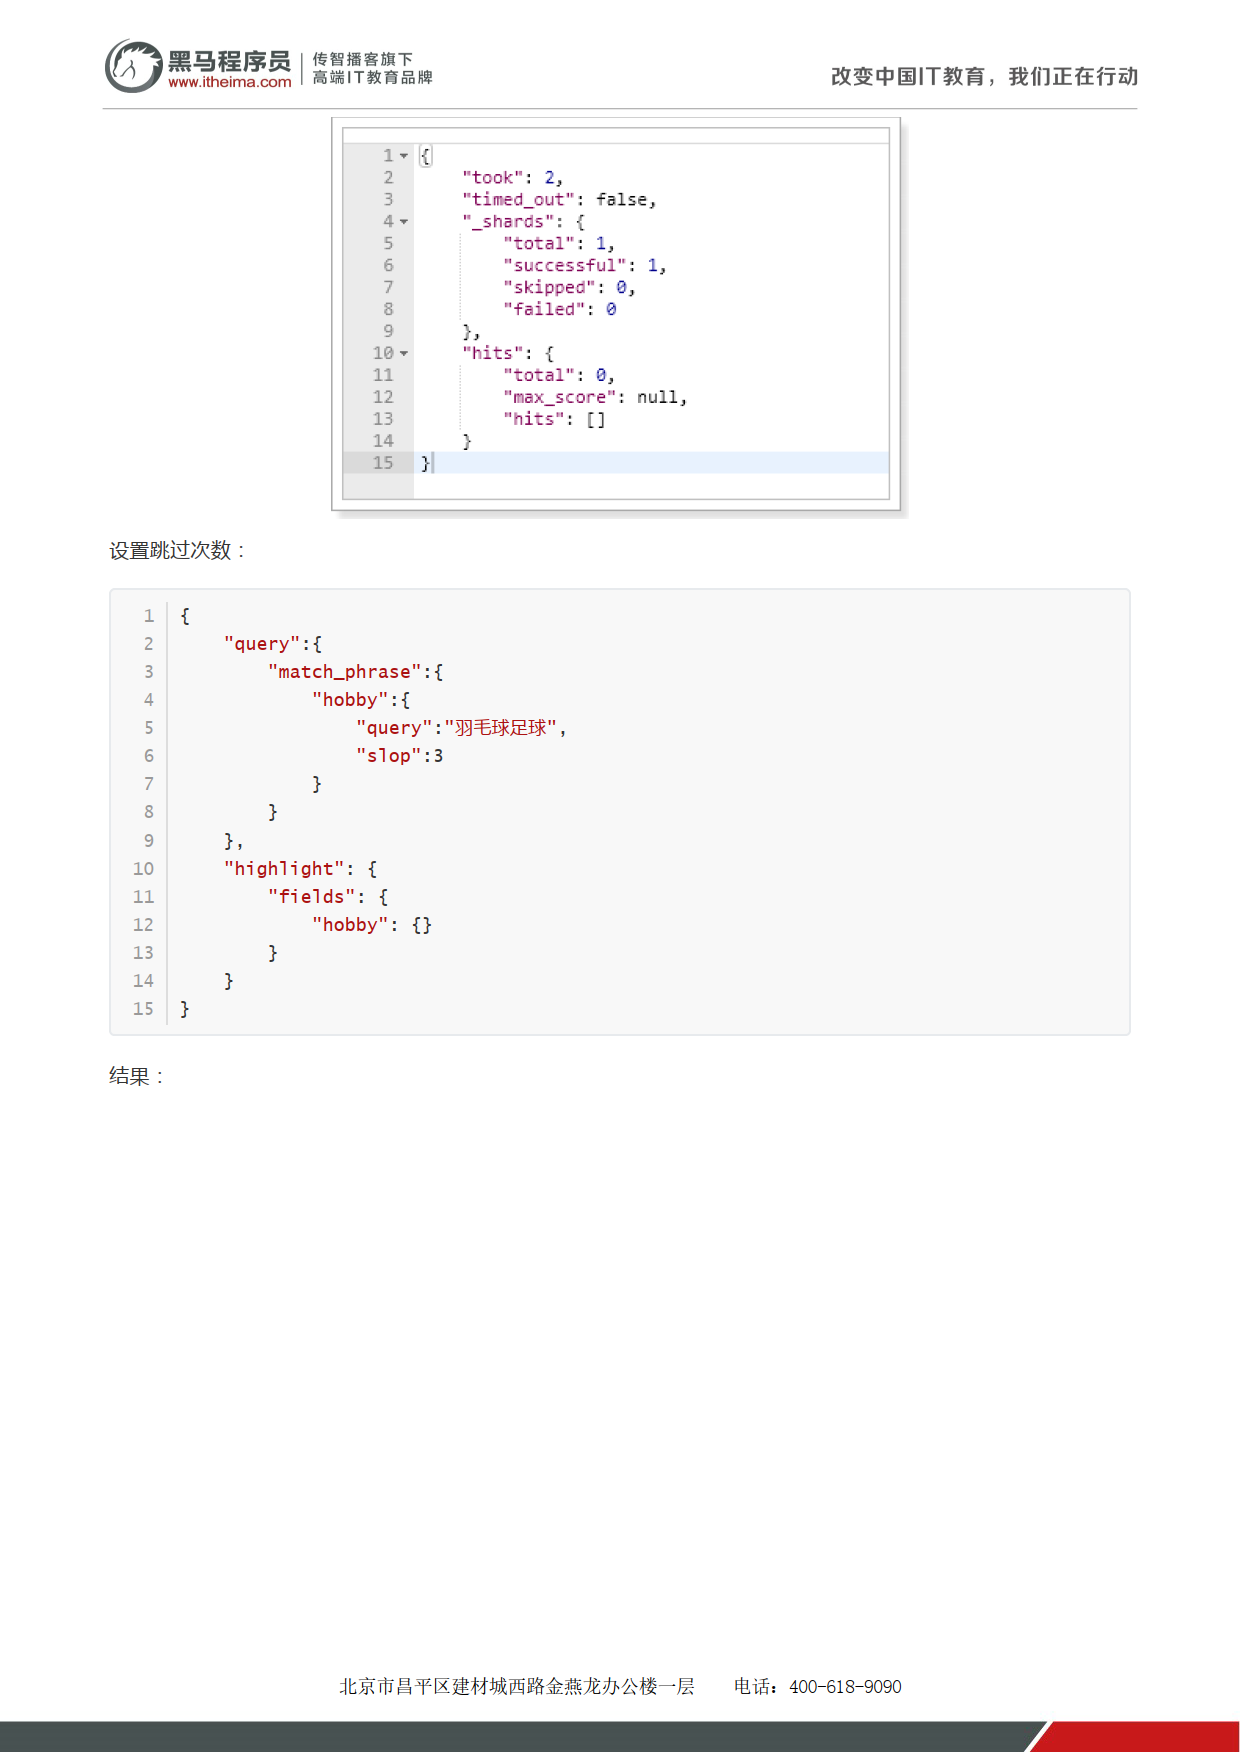 黑马程序员
www.itheima.com
传智播客旗下
高端IT教育品牌
改变中国IT教育，我们正在行动
1 {
2     "took": 2,
3     "timed_out": false,
4     "_shards": {
5         "total": 1,
6         "successful": 1,
7         "skipped": 0,
8         "failed": 0
9     },
10     "hits": {
11         "total": 0,
12         "max_score": null,
13         "hits": []
14     }
15 }
设置跳过次数：
1 {
2     "query":{
3         "match_phrase":{
4             "hobby":{
5                 "query":"羽毛球足球",
6                 "slop":3
7             }
8         }
9     },
10     "highlight": {
11         "fields": {
12             "hobby": {}
13         }
14     }
15 }
结果：
北京市昌平区建材城西路金燕龙办公楼一层 电话：400-618-9090